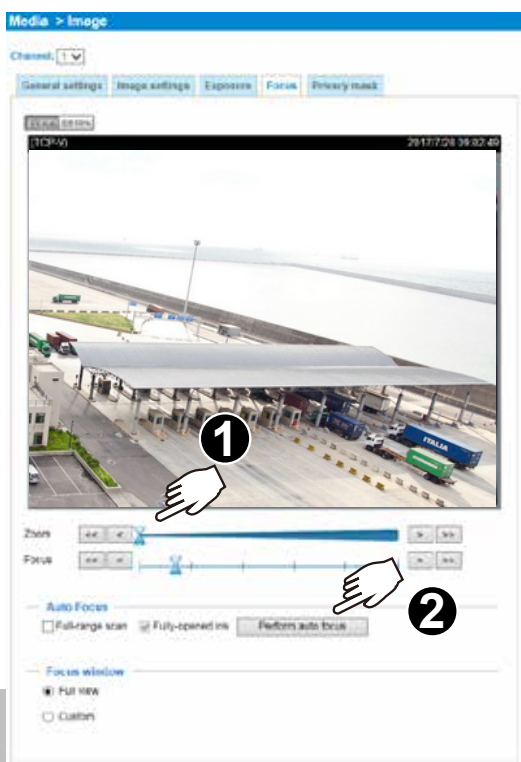 Media > Image
Channel: 1
General settings Image settings Exposure Focus Privacy mask
(TCP-V) 2017/7/28 09:02:49
ITALIA
1
Zoom << < > >>
Focus << < > >>
2
Auto Focus
Full-range scan Fully-opened iris Perform auto focus
Focus window
Full view
Custom